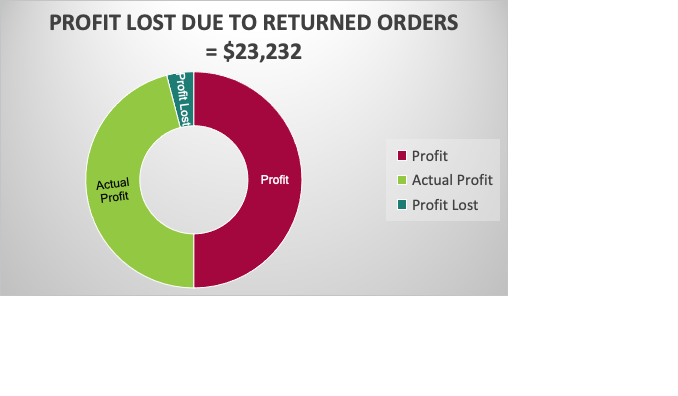 PROFIT LOST DUE TO RETURNED ORDERS
= $23,232
Profit Lost
Actual
Profit
Profit
Profit
Actual Profit
Profit Lost